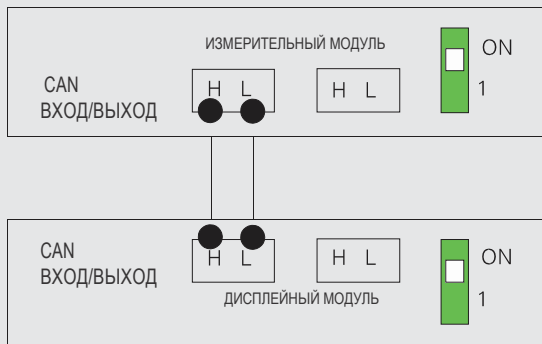 ИЗМЕРИТЕЛЬНЫЙ МОДУЛЬ
ON
CAN
ВХОД/ВЫХОД
H L
H L
1
CAN
ВХОД/ВЫХОД
H L
H L
ON
ДИСПЛЕЙНЫЙ МОДУЛЬ
1